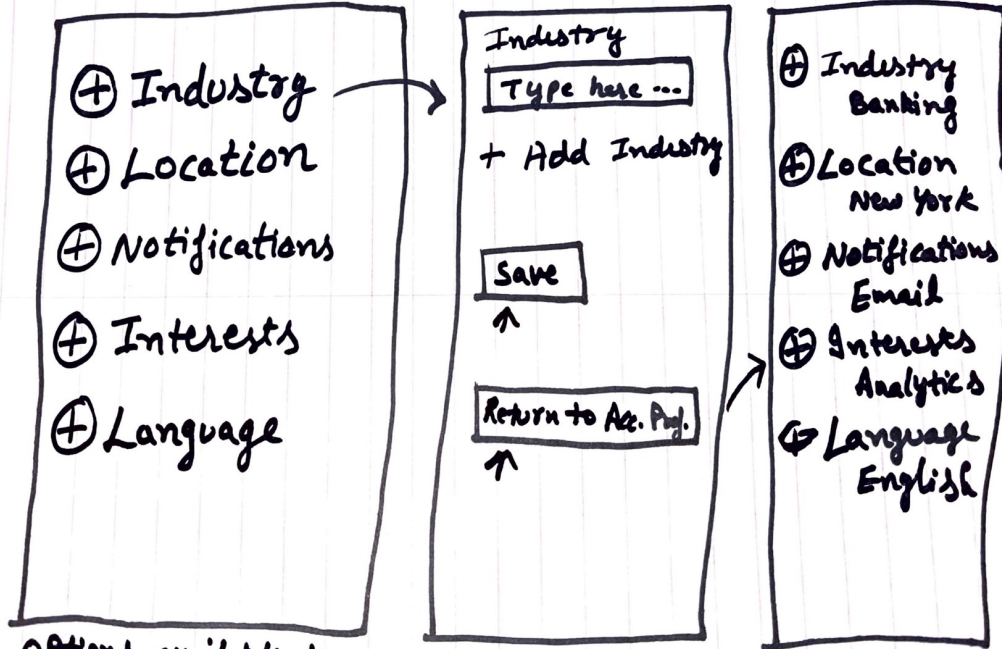 Industry
Location
Notifications
Interests
Language
Industry
Type here ...
+ Add Industry
Save
Return to Acc. Prof.
Industry
Banking
Location
New York
Notifications
Email
Interests
Analytics
Language
English